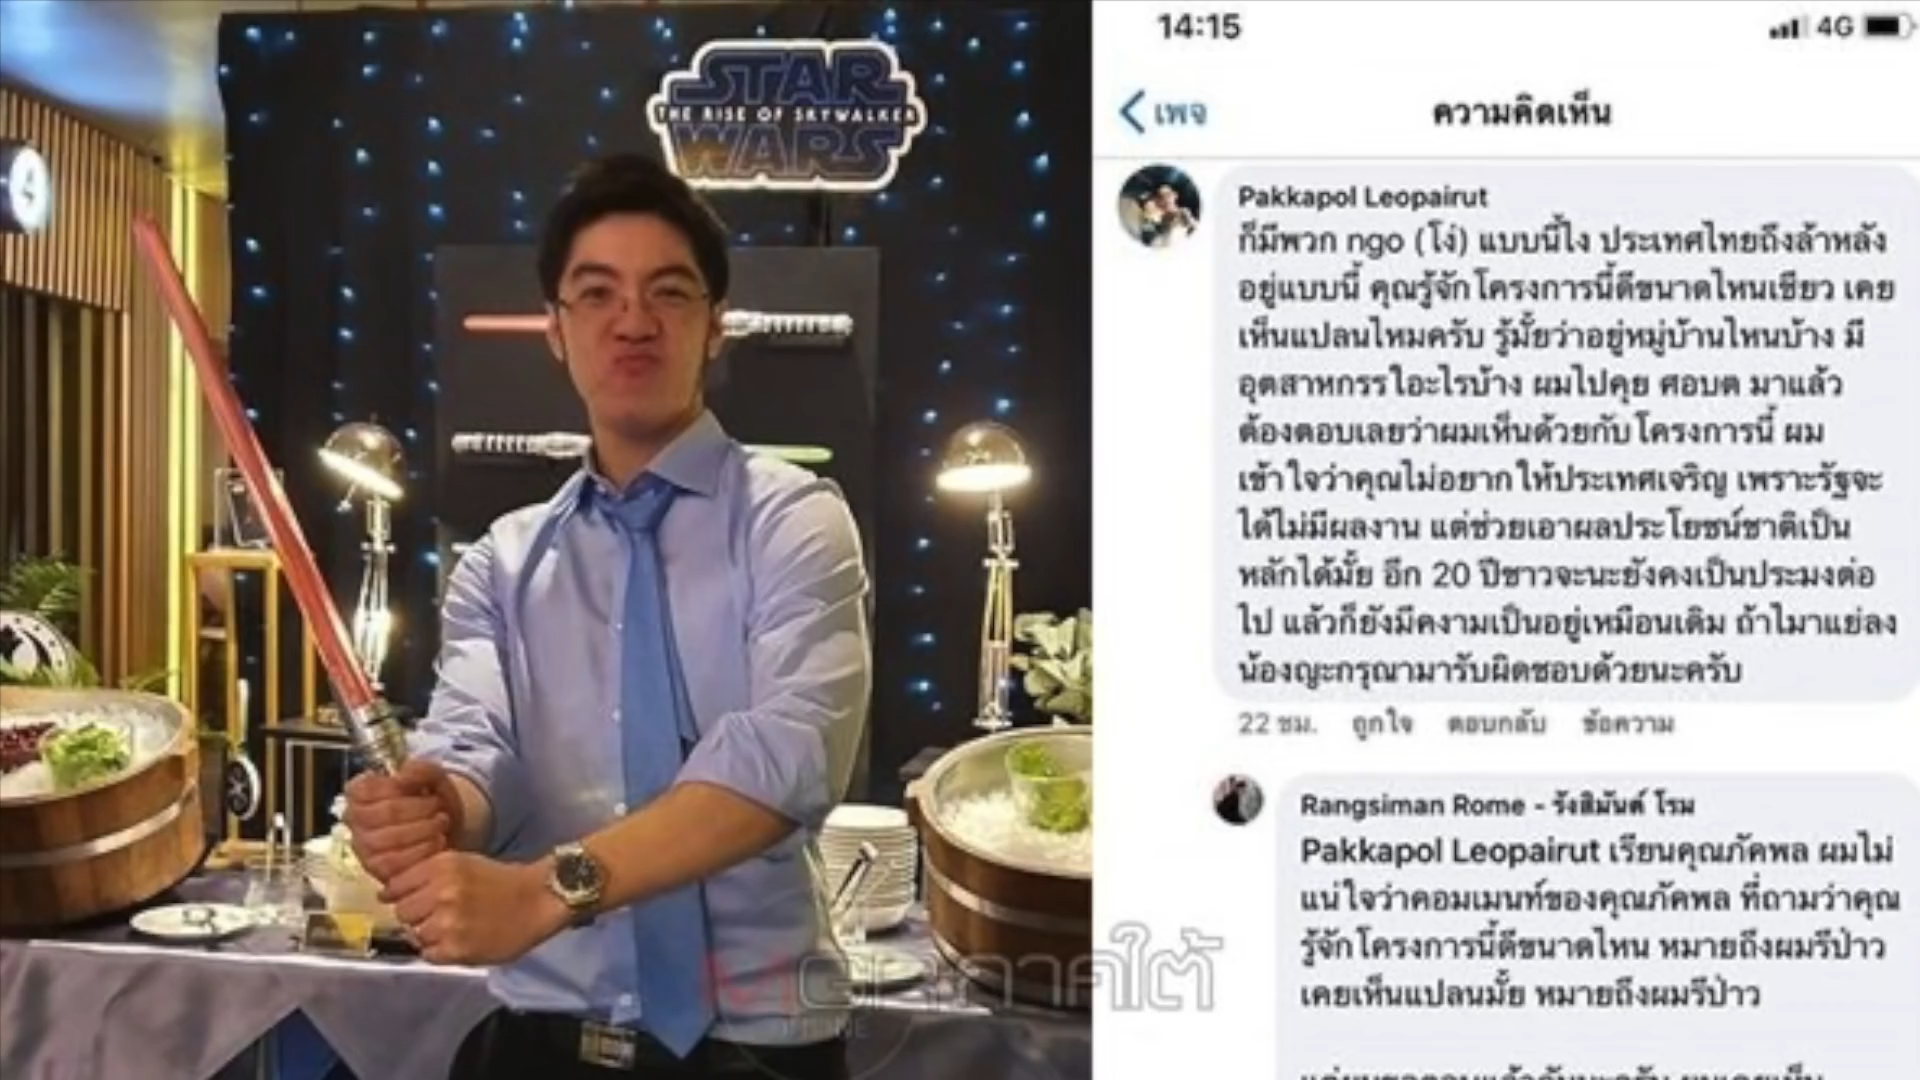 STAR
THE RISE OF SKYWALKER
WARS
14:15
4G
เพจ
ความคิดเห็น
Pakkapol Leopairut
ก็มีพวก ngo (โง่) แบบนี้ไง ประเทศไทยถึงล้าหลัง
อยู่แบบนี้ คุณรู้จักโครงการนี้ดีขนาดไหนเชียว เคย
เห็นแปลนไหมครับ รู้มั้ยว่าอยู่หมู่บ้านไหนบ้าง มี
อุตสาหกรรใอะไรบ้าง ผมไปคุย ศอบต มาแล้ว
ต้องตอบเลยว่าผมเห็นด้วยกับโครงการนี้ ผม
เข้าใจว่าคุณไม่อยากให้ประเทศเจริญ เพราะรัฐจะ
ได้ไม่มีผลงาน แต่ช่วยเอาผลประโยชน์ชาติเป็น
หลักได้มั้ย อีก 20 ปีชาวจะนะยังคงเป็นประมงต่อ
ไป แล้วก็ยังมีคงามเป็นอยู่เหมือนเดิม ถ้าไมาแย่ลง
น้องญะกรุณามารับผิดชอบด้วยนะครับ
22 ชม. ถูกใจ ตอบกลับ ข้อความ
Rangsiman Rome - รังสิมันต์ โรม
Pakkapol Leopairut เรียนคุณภัคพล ผมไม่
แน่ใจว่าคอมเมนท์ของคุณภัคพล ที่ถามว่าคุณ
รู้จักโครงการนี้ดีขนาดไหน หมายถึงผมรึป่าว
เคยเห็นแปลนมั้ย หมายถึงผมรึป่าว